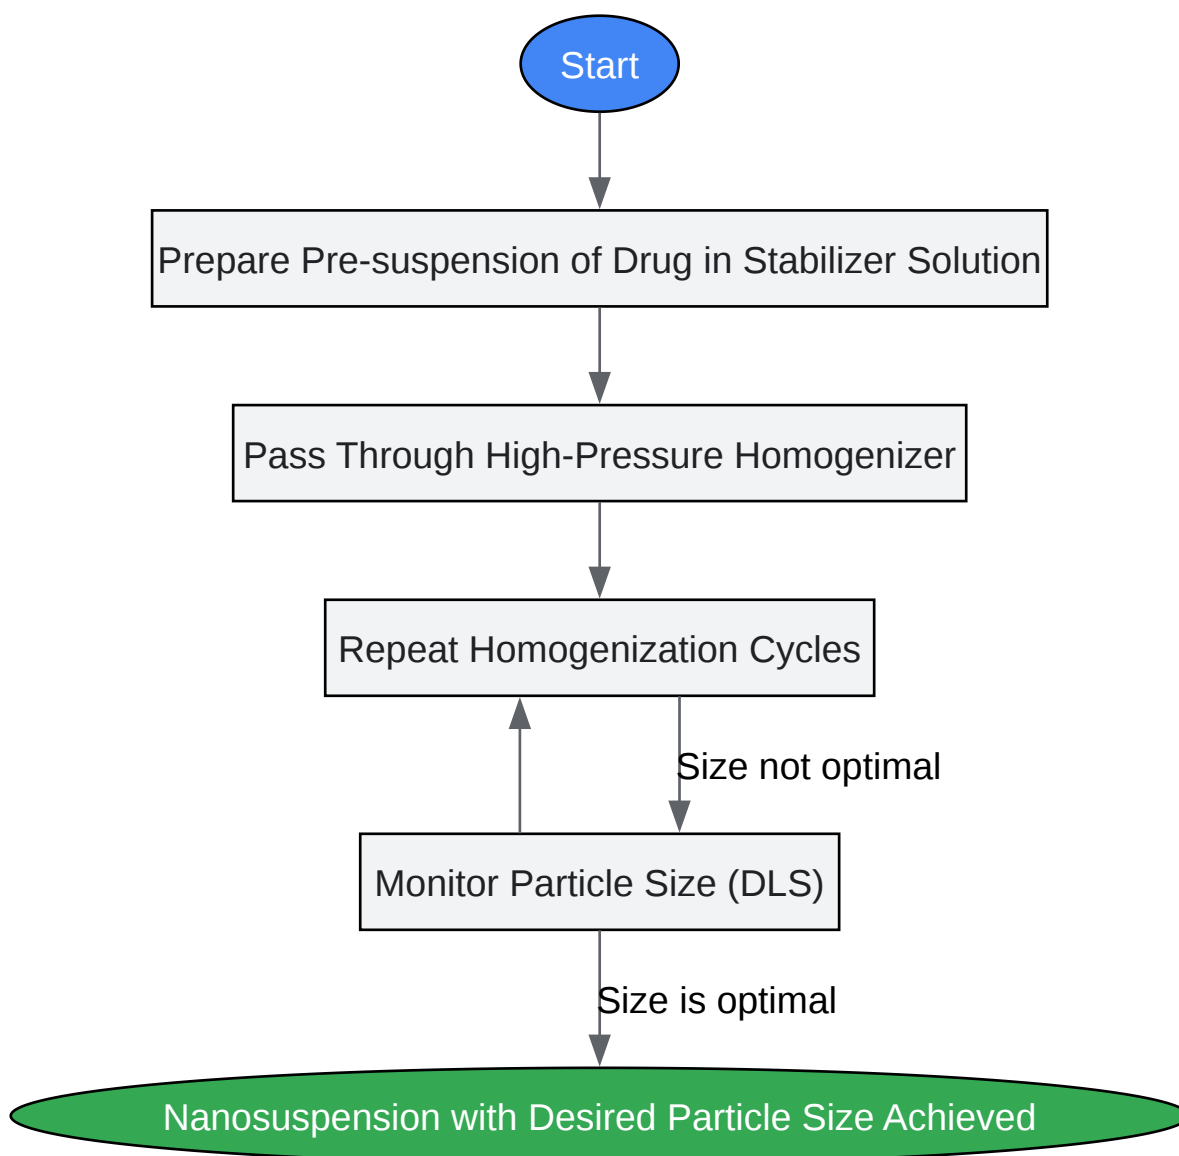 Start
Prepare Pre-suspension of Drug in Stabilizer Solution
Pass Through High-Pressure Homogenizer
Repeat Homogenization Cycles
Size not optimal
Monitor Particle Size (DLS)
Size is optimal
Nanosuspension with Desired Particle Size Achieved